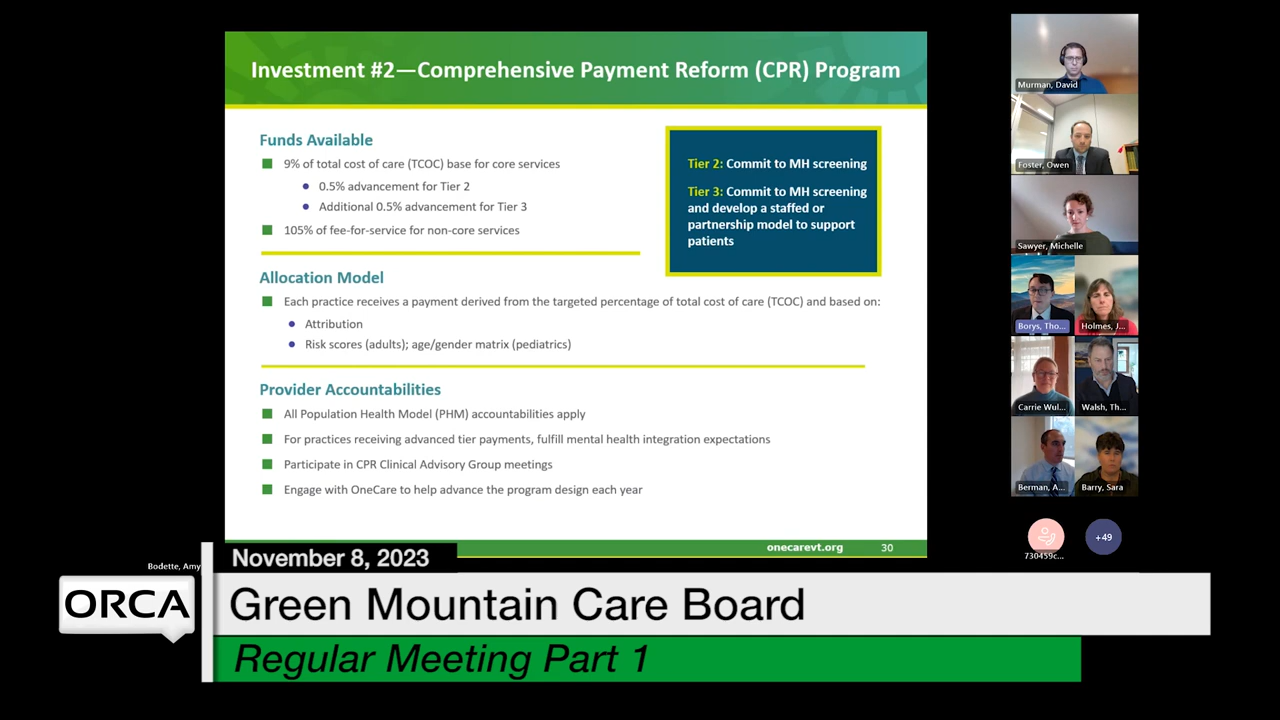 Investment #2—Comprehensive Payment Reform (CPR) Program
Funds Available
9% of total cost of care (TCOC) base for core services
0.5% advancement for Tier 2
Additional 0.5% advancement for Tier 3
105% of fee-for-service for non-core services
Tier 2: Commit to MH screening
Tier 3: Commit to MH screening
and develop a staffed or
partnership model to support
patients
Allocation Model
Each practice receives a payment derived from the targeted percentage of total cost of care (TCOC) and based on:
Attribution
Risk scores (adults); age/gender matrix (pediatrics)
Provider Accountabilities
All Population Health Model (PHM) accountabilities apply
For practices receiving advanced tier payments, fulfill mental health integration expectations
Participate in CPR Clinical Advisory Group meetings
Engage with OneCare to help advance the program design each year
onecarevt.org 30
Murman, David
Foster, Owen
Sawyer, Michelle
Borys, Tho...
Holmes, J...
Carrie Wul...
Walsh, Th...
Berman, A...
Barry, Sara
730459c...
+49
Bodette, Amy
November 8, 2023
ORCA
Green Mountain Care Board
Regular Meeting Part 1